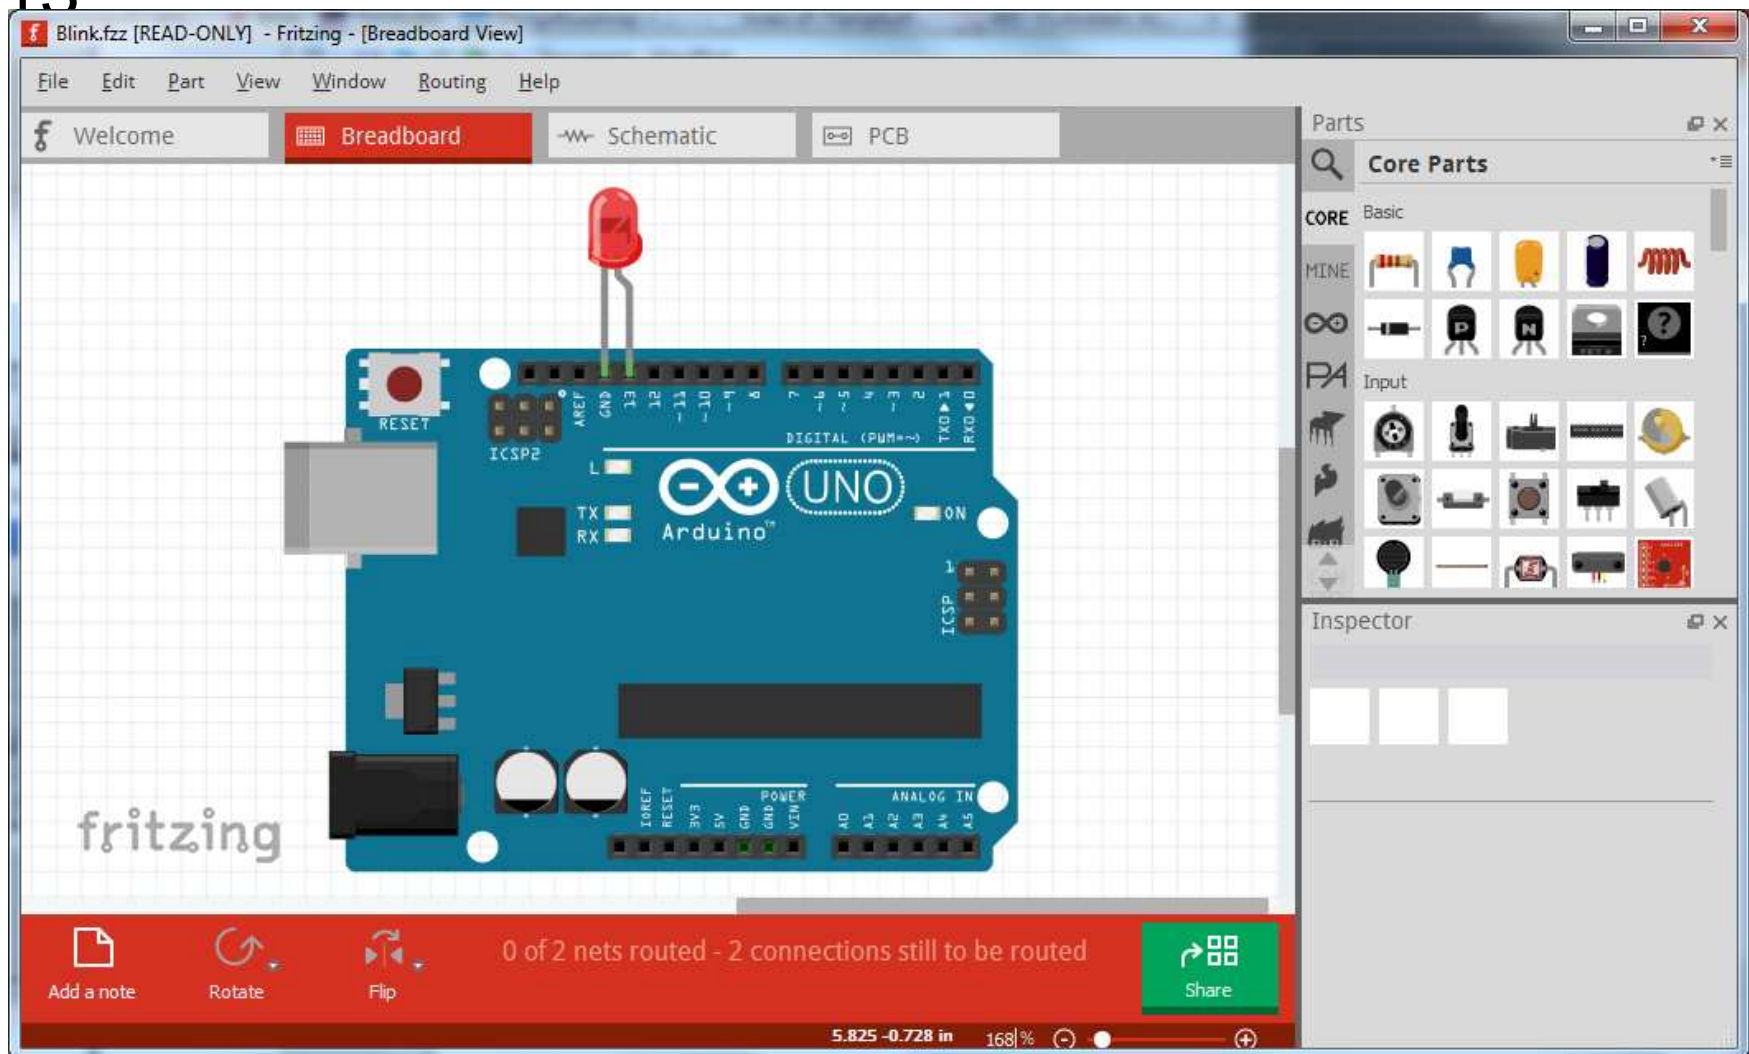 13
Blink.fzz [READ-ONLY] - Fritzing - [Breadboard View]
File Edit Part View Window Routing Help
Welcome
Breadboard
Schematic
PCB
Parts
Core Parts
CORE
Basic
MINE
Input
RESET
ICSP2
AREF
GND
13
12
~11
~10
~9
8
7
~6
~5
4
~3
2
TX0▶1
RX0◀0
DIGITAL (PWM=~)
L
TX
RX
UNO
Arduino™
ON
1
ICSP
IOREF
RESET
3V3
5V
GND
GND
VIN
POWER
ANALOG IN
A0
A1
A2
A3
A4
A5
fritzing
Inspector
Add a note
Rotate
Flip
0 of 2 nets routed - 2 connections still to be routed
Share
5.825 -0.728 in
168 %